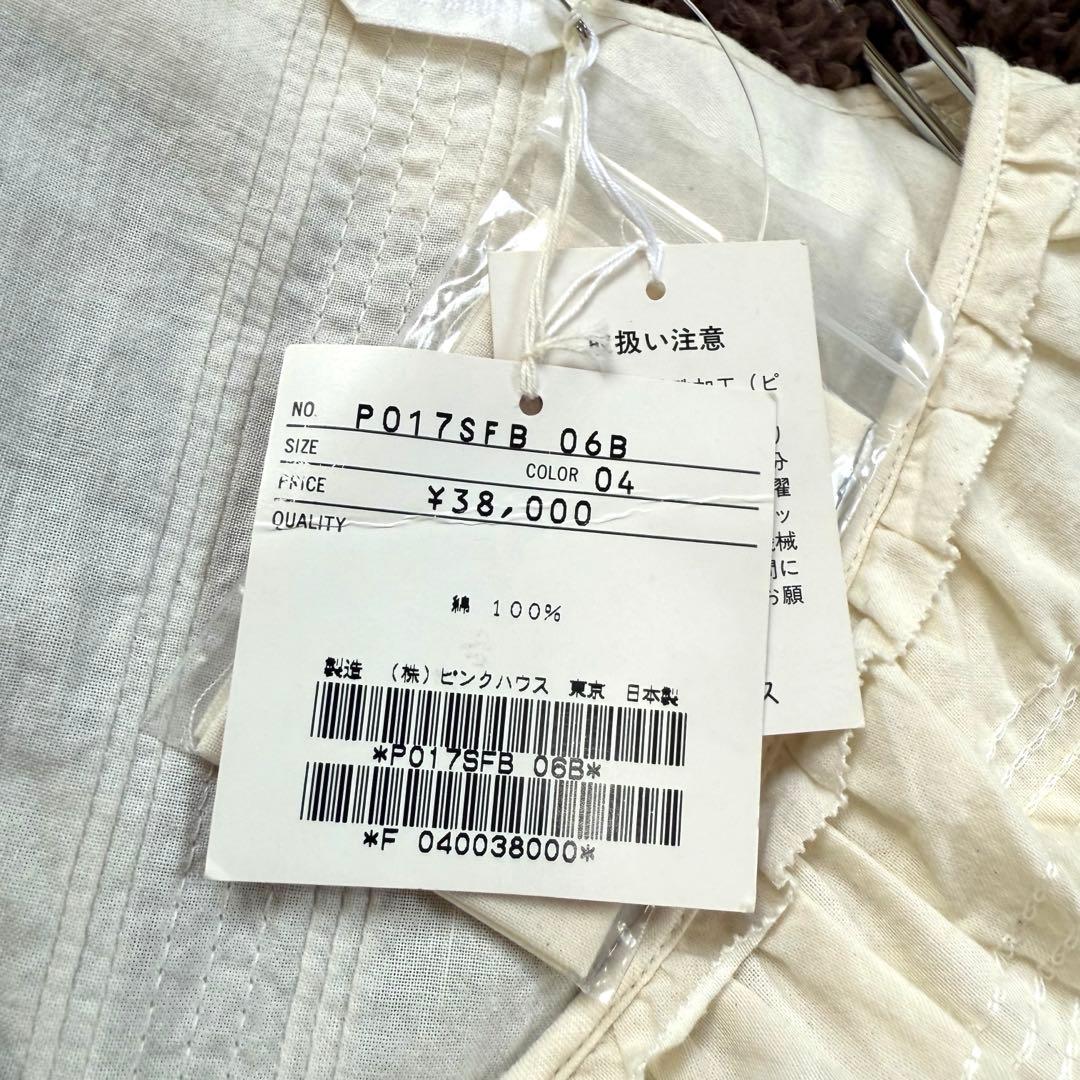 NO. P017SFB 06B
SIZE
COLOR 04
PRICE ¥38,000
QUALITY
綿 100%
製造 (株)ピンクハウス 東京 日本製
*P017SFB 06B*
*F 040038000*
扱い注意
加工(ピ
)
分
濯
ッ
械
間に
お願
ス